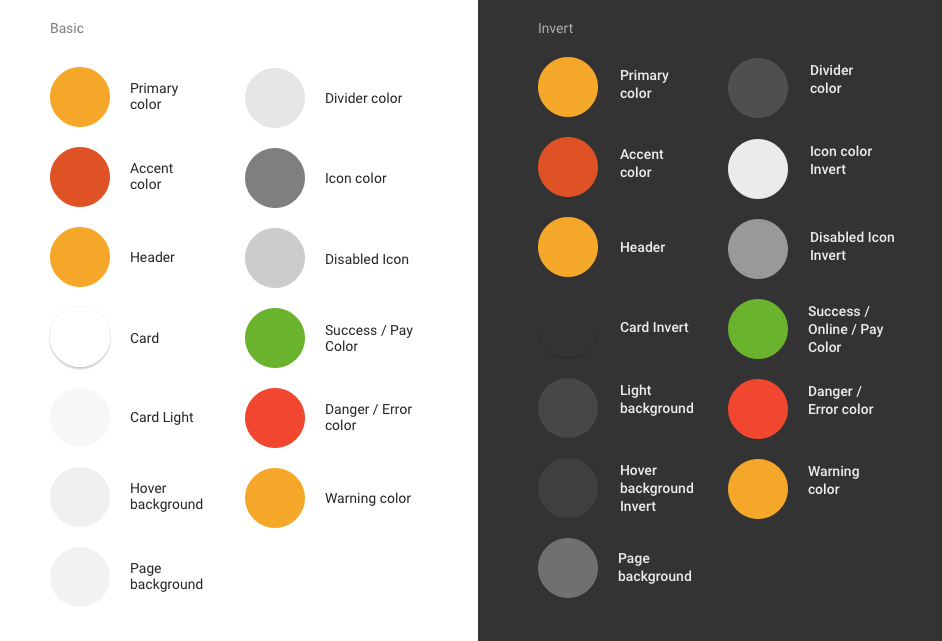 Basic
Primary
color
Accent
color
Header
Card
Card Light
Hover
background
Page
background
Divider color
Icon color
Disabled Icon
Success / Pay
Color
Danger / Error
color
Warning color
Invert
Primary
color
Accent
color
Header
Card Invert
Light
background
Hover
background
Invert
Page
background
Divider
color
Icon color
Invert
Disabled Icon
Invert
Success /
Online / Pay
Color
Danger /
Error color
Warning
color